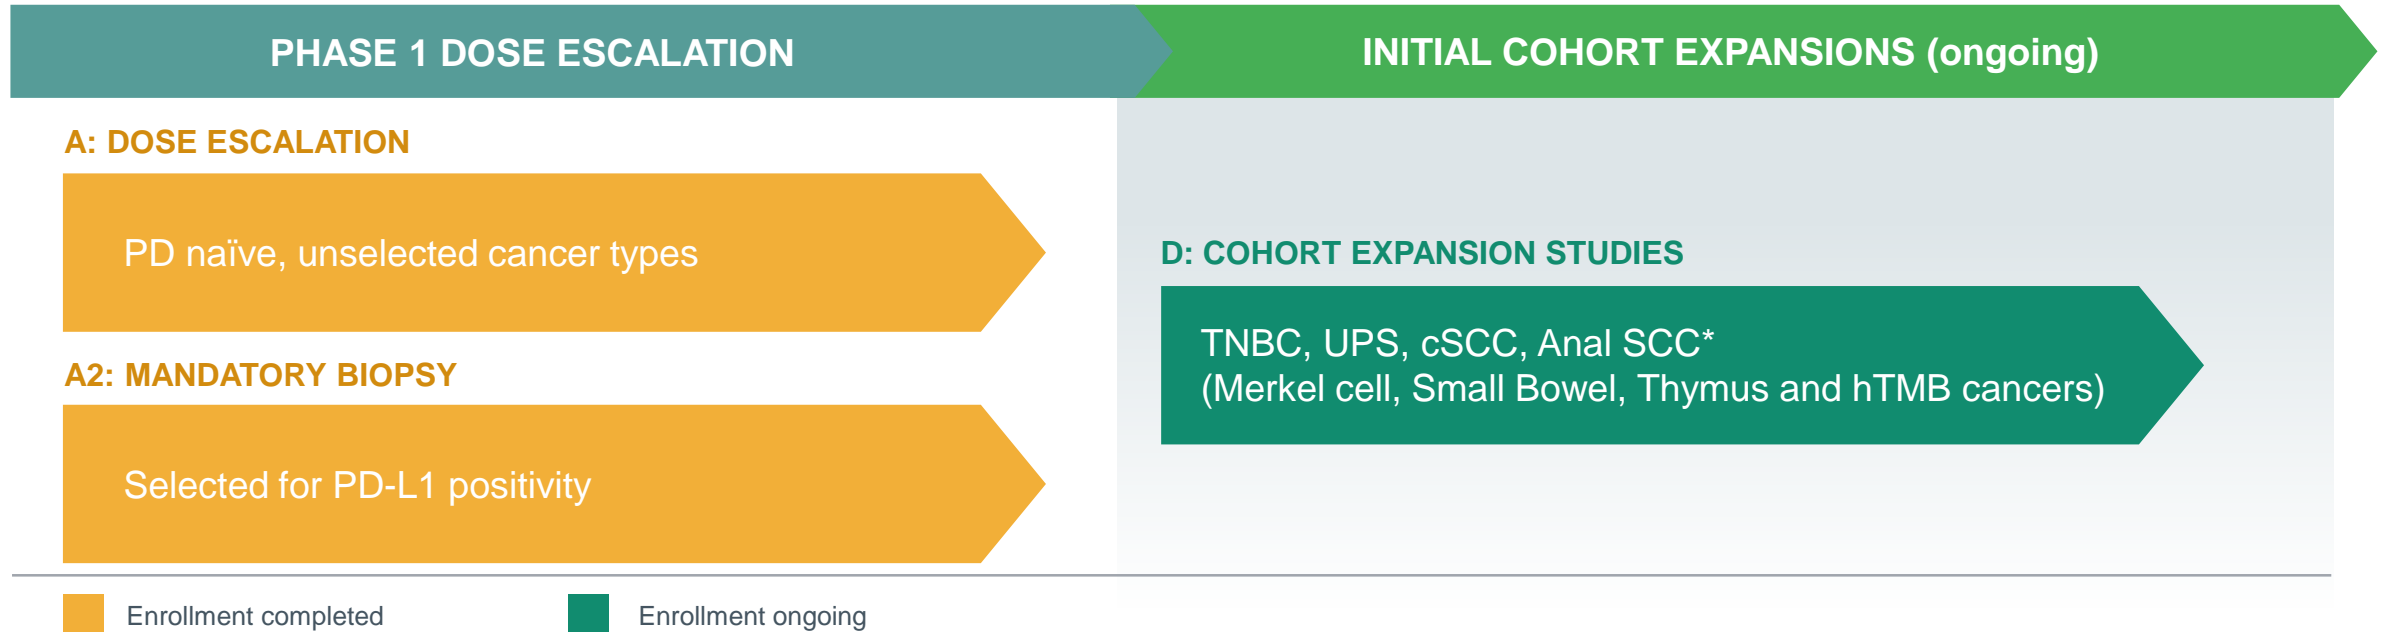 PHASE 1 DOSE ESCALATION
INITIAL COHORT EXPANSIONS (ongoing)
A: DOSE ESCALATION
PD naïve, unselected cancer types
A2: MANDATORY BIOPSY
Selected for PD-L1 positivity
D: COHORT EXPANSION STUDIES
TNBC, UPS, cSCC, Anal SCC*
(Merkel cell, Small Bowel, Thymus and hTMB cancers)
Enrollment completed
Enrollment ongoing